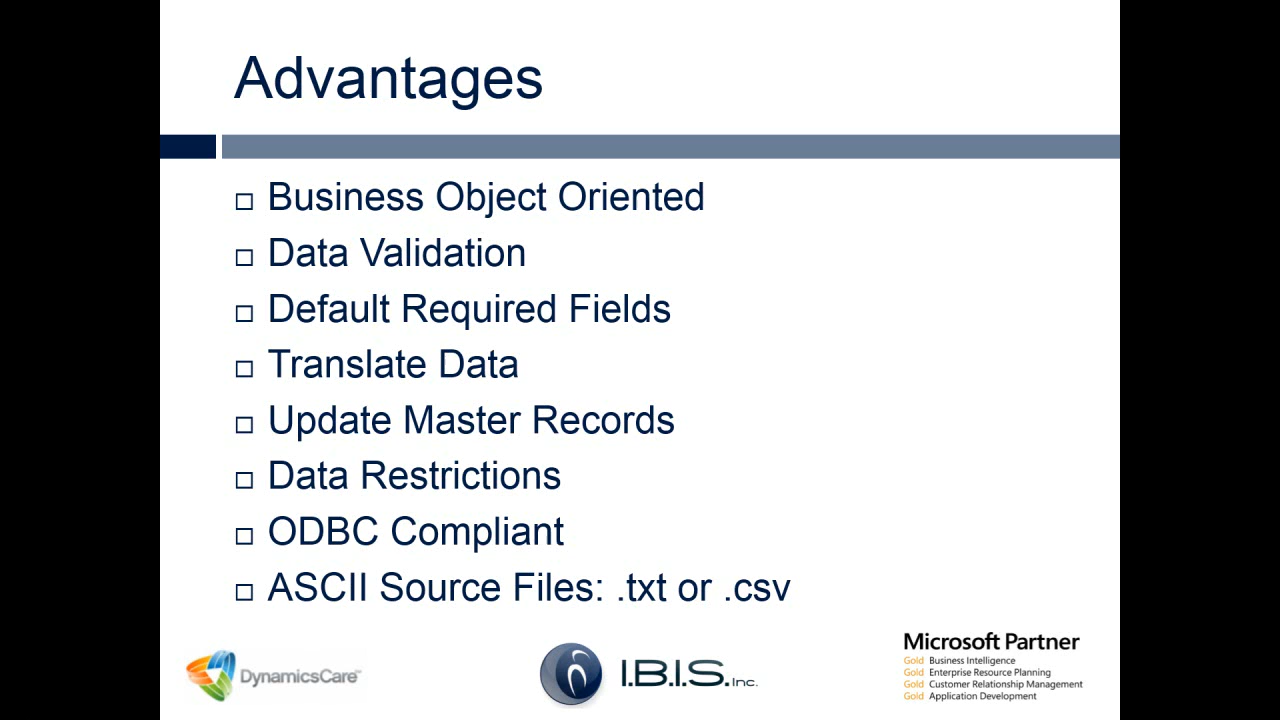 Advantages
Business Object Oriented
Data Validation
Default Required Fields
Translate Data
Update Master Records
Data Restrictions
ODBC Compliant
ASCII Source Files: .txt or .csv
DynamicsCare™
I.B.I.S. Inc.
Microsoft Partner
Gold Business Intelligence
Gold Enterprise Resource Planning
Gold Customer Relationship Management
Gold Application Development